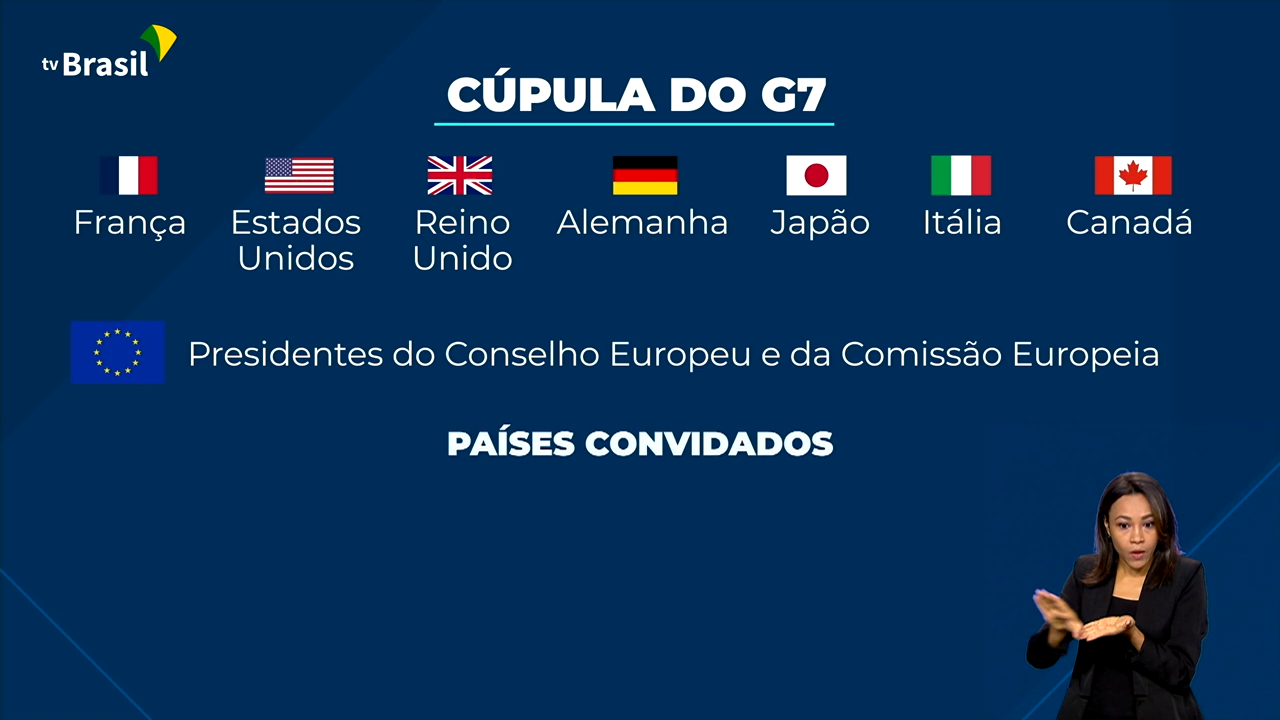 tv Brasil
CÚPULA DO G7
França
Estados
Unidos
Reino
Unido
Alemanha
Japão
Itália
Canadá
Presidentes do Conselho Europeu e da Comissão Europeia
PAÍSES CONVIDADOS